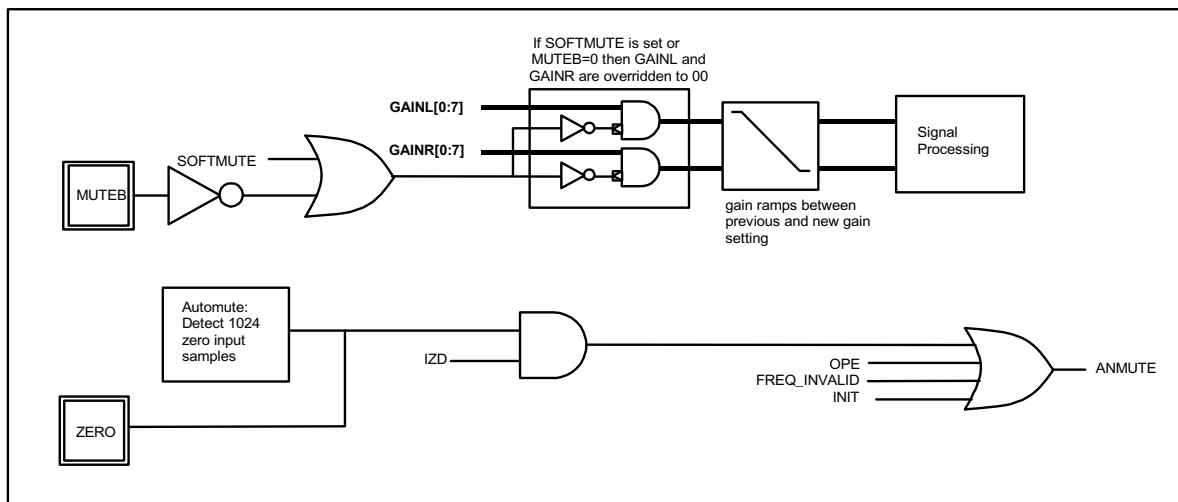 If SOFTMUTE is set or
MUTEB=0 then GAINL and
GAINR are overridden to 00
GAINL[0:7]
GAINR[0:7]
SOFTMUTE
MUTEB
Signal
Processing
gain ramps between
previous and new gain
setting
Automute:
Detect 1024
zero input
samples
IZD
OPE
FREQ_INVALID
INIT
ANMUTE
ZERO